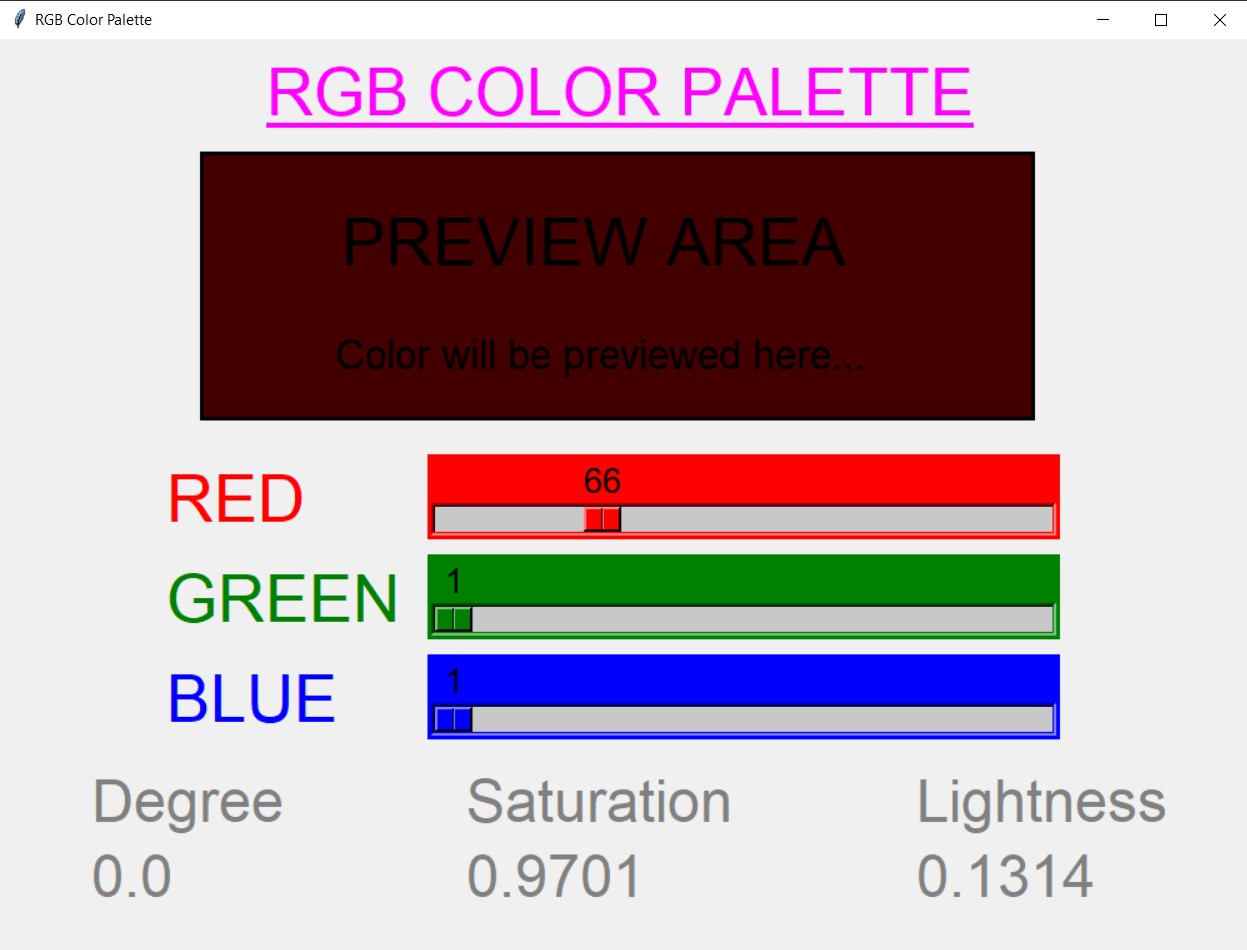 RGB Color Palette
RGB COLOR PALETTE
PREVIEW AREA
Color will be previewed here...
RED
66
GREEN
1
BLUE
1
Degree Saturation Lightness
0.0 0.9701 0.1314